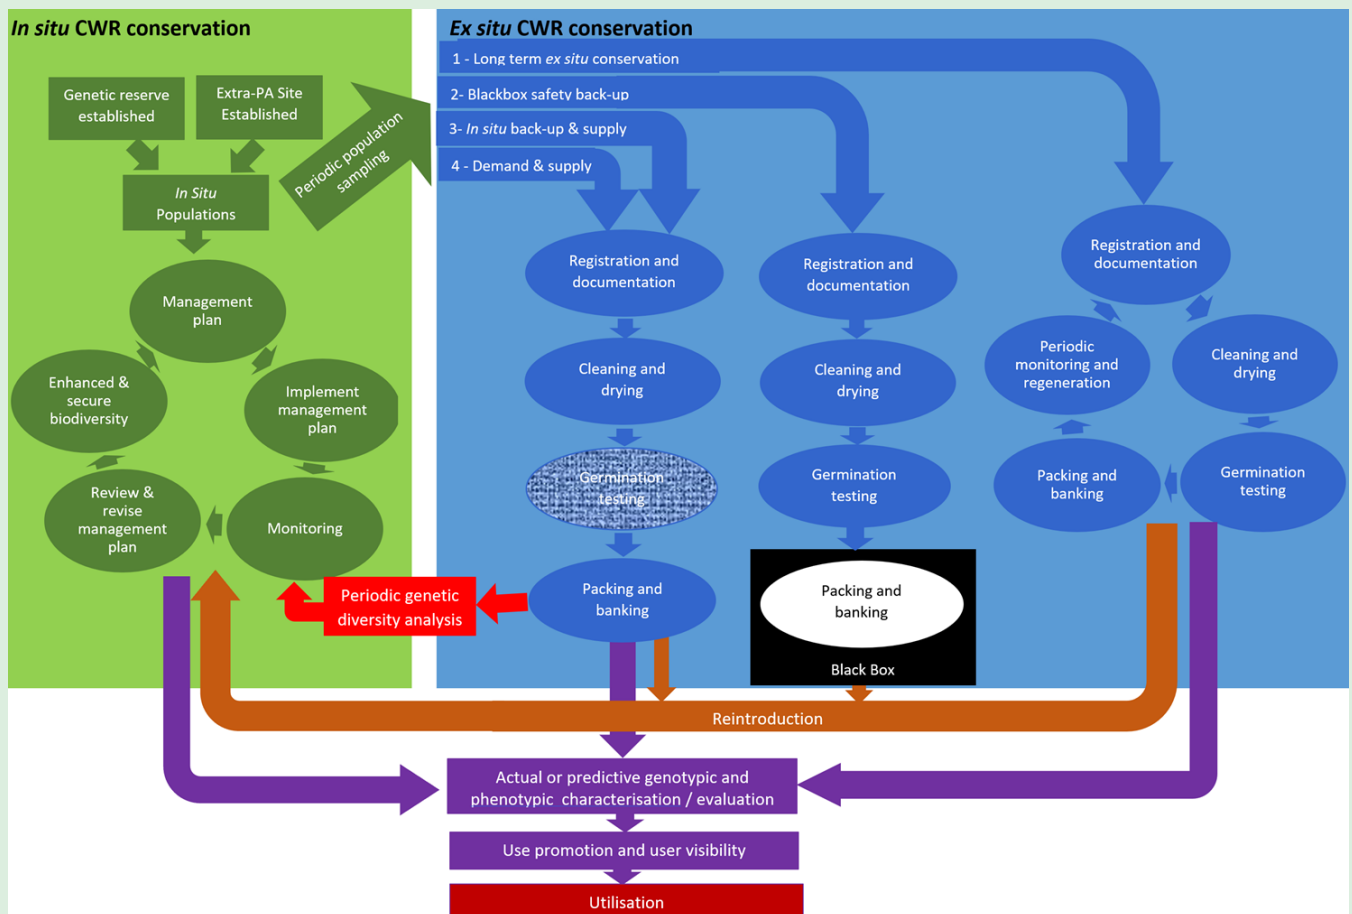 In situ CWR conservation
Genetic reserve
established
Extra-PA Site
Established
In Situ
Populations
Periodic population
sampling
Management
plan
Implement
management
plan
Monitoring
Review &
revise
management
plan
Enhanced &
secure
biodiversity
Ex situ CWR conservation
1 - Long term ex situ conservation
2- Blackbox safety back-up
3- In situ back-up & supply
4 - Demand & supply
Registration and
documentation
Cleaning and
drying
Germination
testing
Packing and
banking
Periodic genetic
diversity analysis
Registration and
documentation
Cleaning and
drying
Germination
testing
Packing and
banking
Black Box
Registration and
documentation
Cleaning and
drying
Germination
testing
Packing and
banking
Periodic
monitoring and
regeneration
Reintroduction
Actual or predictive genotypic and
phenotypic characterisation / evaluation
Use promotion and user visibility
Utilisation